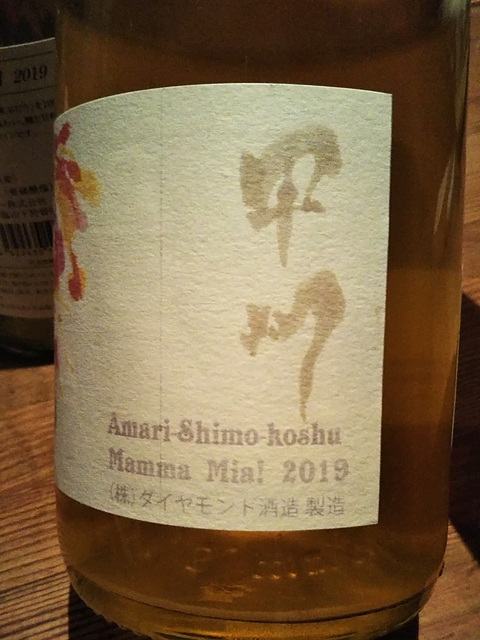 2019
甲州
Amari-Shimo-koshu
Mamma Mia! 2019
(株)ダイヤモンド酒造 製造